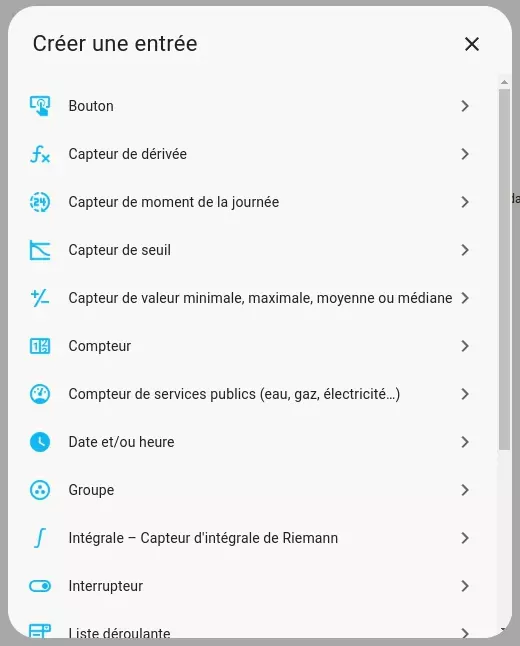 Créer une entrée
Bouton
Capteur de dérivée
Capteur de moment de la journée
Capteur de seuil
Capteur de valeur minimale, maximale, moyenne ou médiane
Compteur
Compteur de services publics (eau, gaz, électricité…)
Date et/ou heure
Groupe
Intégrale – Capteur d'intégrale de Riemann
Interrupteur
Liste déroulante